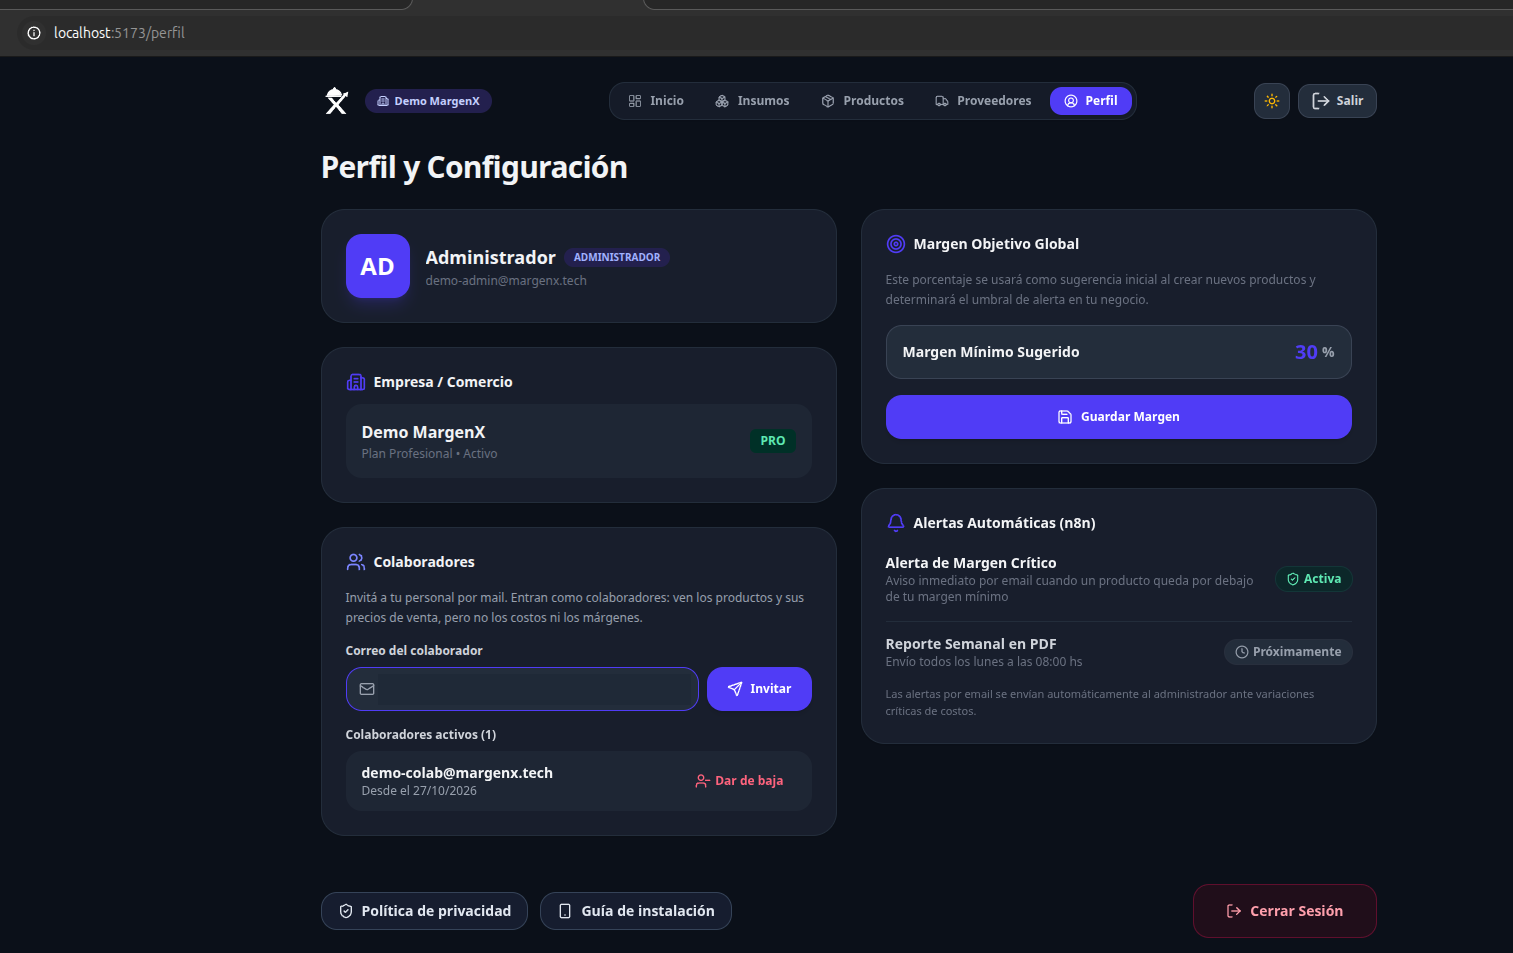 localhost:5173/perfil
Demo MargenX
Inicio
Insumos
Productos
Proveedores
Perfil
Salir
Perfil y Configuración
AD
Administrador
ADMINISTRADOR
demo-admin@margenx.tech
Empresa / Comercio
Demo MargenX
Plan Profesional • Activo
PRO
Colaboradores
Invitá a tu personal por mail. Entran como colaboradores: ven los productos y sus
precios de venta, pero no los costos ni los márgenes.
Correo del colaborador
Invitar
Colaboradores activos (1)
demo-colab@margenx.tech
Desde el 27/10/2026
Dar de baja
Margen Objetivo Global
Este porcentaje se usará como sugerencia inicial al crear nuevos productos y
determinará el umbral de alerta en tu negocio.
Margen Mínimo Sugerido
30 %
Guardar Margen
Alertas Automáticas (n8n)
Alerta de Margen Crítico
Aviso inmediato por email cuando un producto queda por debajo
de tu margen mínimo
Activa
Reporte Semanal en PDF
Envío todos los lunes a las 08:00 hs
Próximamente
Las alertas por email se envían automáticamente al administrador ante variaciones
críticas de costos.
Política de privacidad
Guía de instalación
Cerrar Sesión